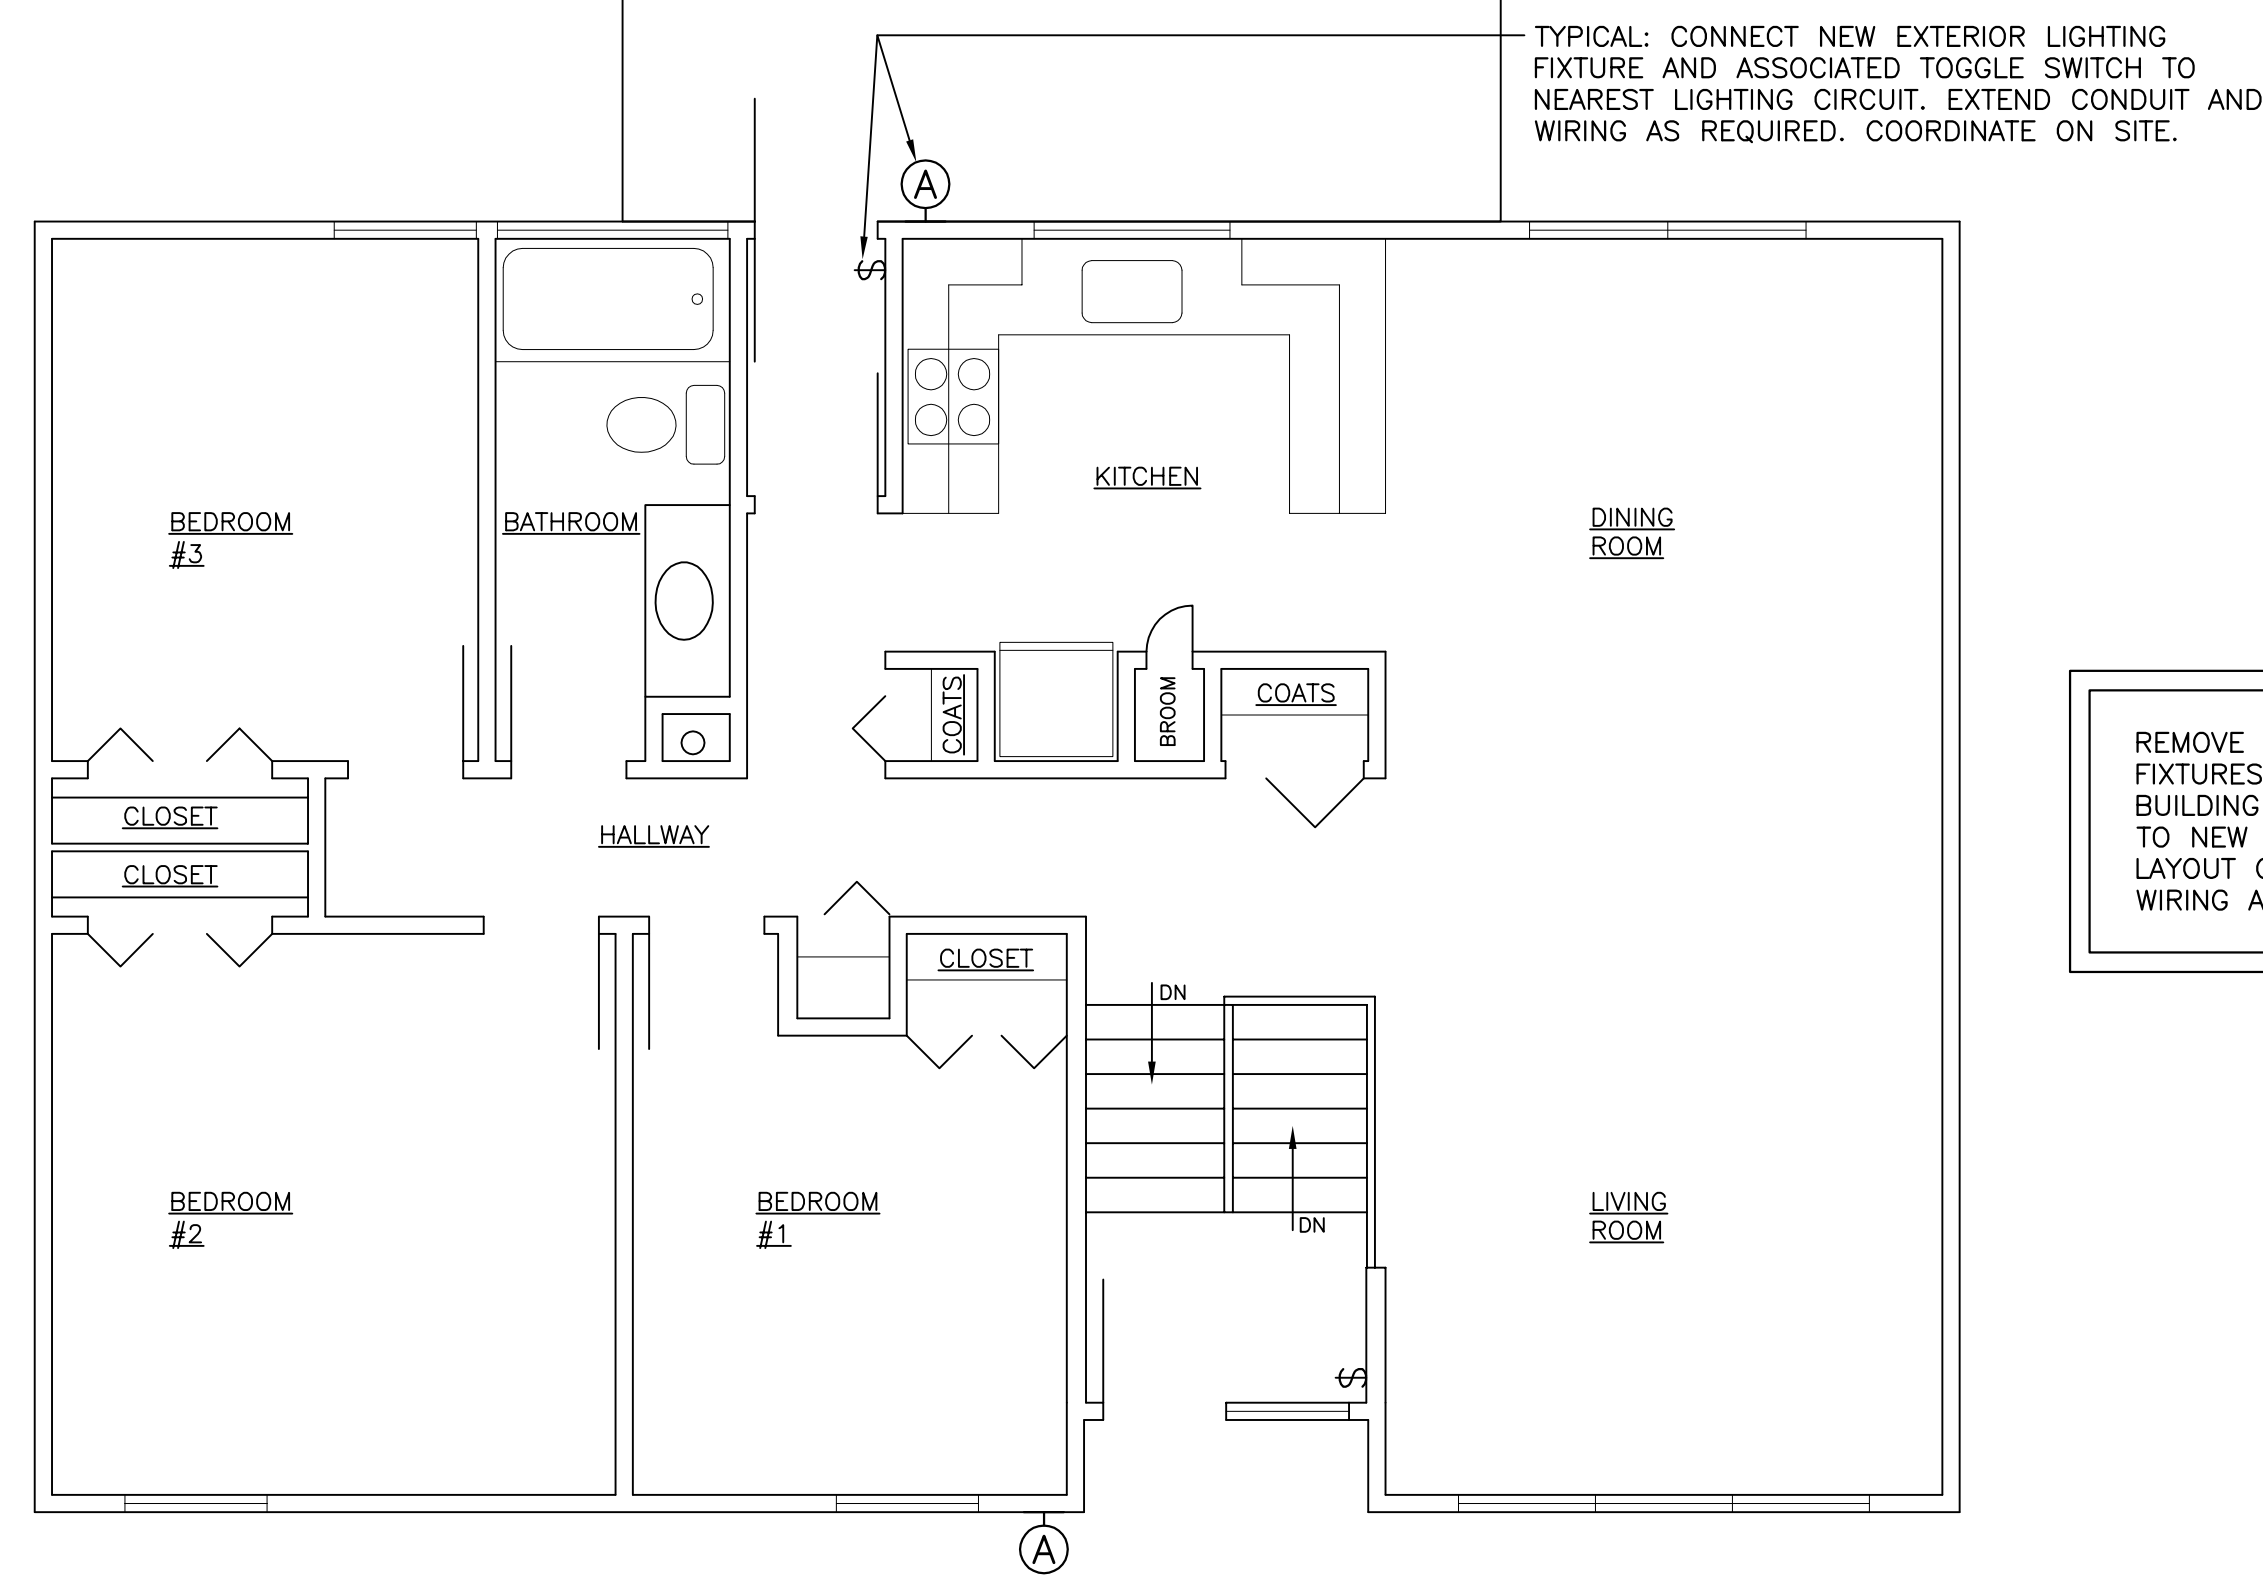 TYPICAL: CONNECT NEW EXTERIOR LIGHTING
FIXTURE AND ASSOCIATED TOGGLE SWITCH TO
NEAREST LIGHTING CIRCUIT. EXTEND CONDUIT AND
WIRING AS REQUIRED. COORDINATE ON SITE.
A
$
KITCHEN
BEDROOM
#3
BATHROOM
DINING
ROOM
COATS
BROOM
COATS
REMOVE
FIXTURES
BUILDING
TO NEW
LAYOUT
WIRING
CLOSET
HALLWAY
CLOSET
CLOSET
DN
BEDROOM
#2
BEDROOM
#1
LIVING
ROOM
DN
$
A